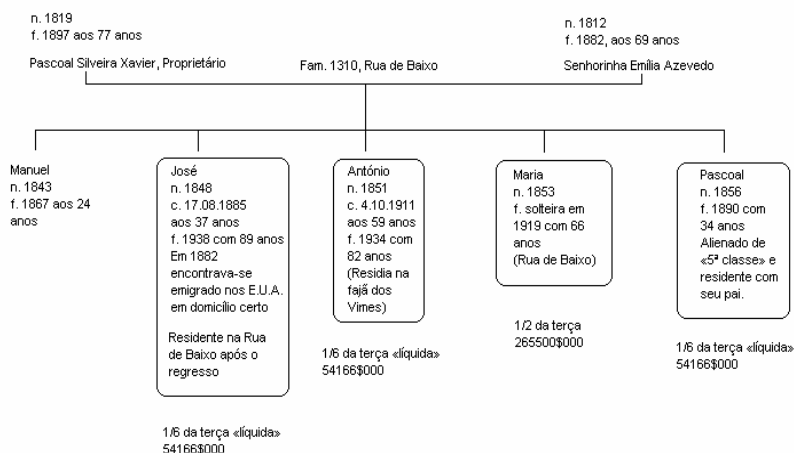 n. 1819
f. 1897 aos 77 anos
Pascoal Silveira Xavier, Proprietário
Fam. 1310, Rua de Baixo
n. 1812
f. 1882, aos 69 anos
Senhorinha Emília Azevedo
Manuel
n. 1843
f. 1867 aos 24
anos
José
n. 1848
c. 17.08.1885
aos 37 anos
f. 1938 com 89 anos
Em 1882
encontrava-se
emigrado nos E.U.A.
em domicílio certo
Residente na Rua
de Baixo após o
regresso
1/6 da terça «líquida»
54166$000
António
n. 1851
c. 4.10.1911
aos 59 anos
f. 1934 com
82 anos
(Residia na
fajã dos
Vimes)
1/6 da terça «líquida»
54166$000
Maria
n. 1853
f. solteira em
1919 com 66
anos
(Rua de Baixo)
1/2 da terça
265500$000
Pascoal
n. 1856
f. 1890 com
34 anos
Alienado de
«5ª classe» e
residente com
seu pai.
1/6 da terça «líquida»
54166$000